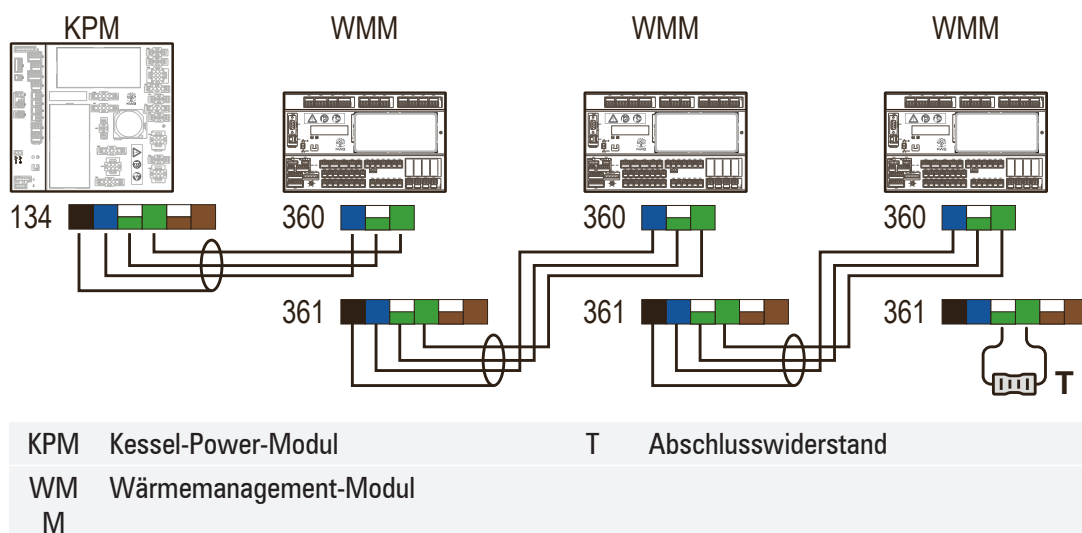 KPM WMM WMM WMM
134 360 360 360
361 361 361
T
KPM Kessel-Power-Modul T Abschlusswiderstand
WM Wärmemanagement-Modul
M